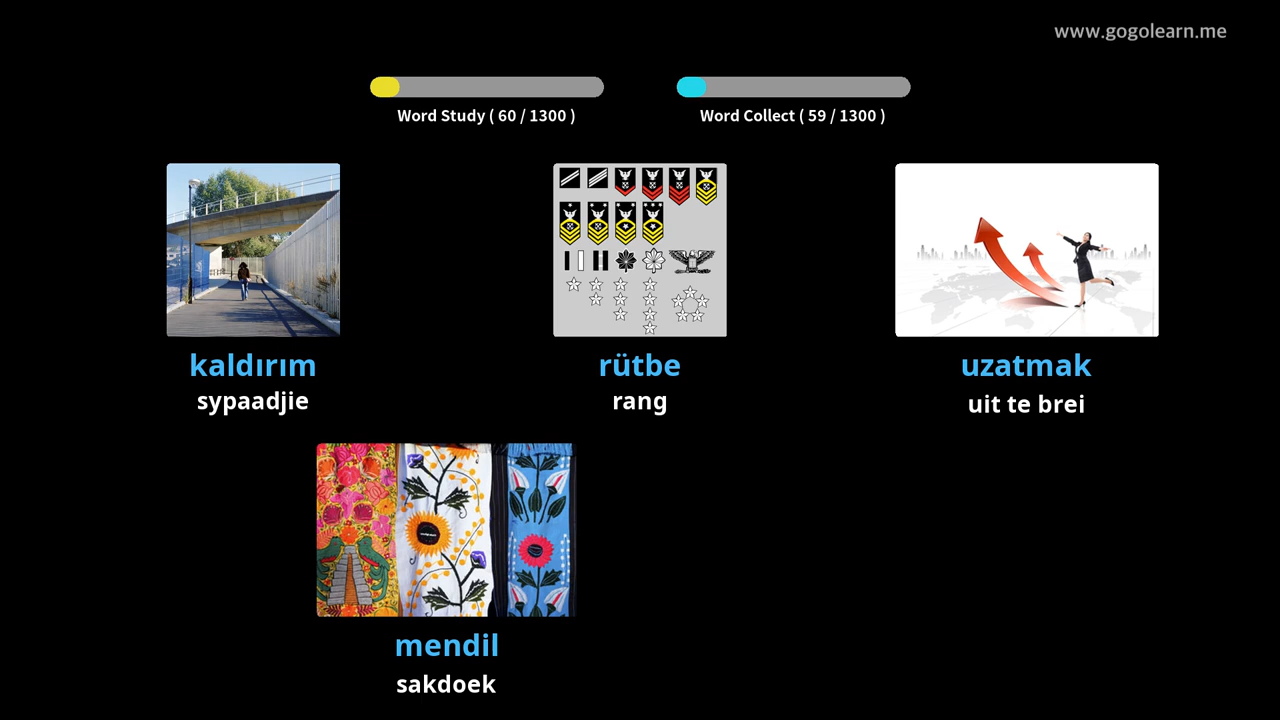 www.gogolearn.me
Word Study ( 60 / 1300 )
Word Collect ( 59 / 1300 )
kaldırım
sypaadjie
rütbe
rang
uzatmak
uit te brei
mendil
sakdoek